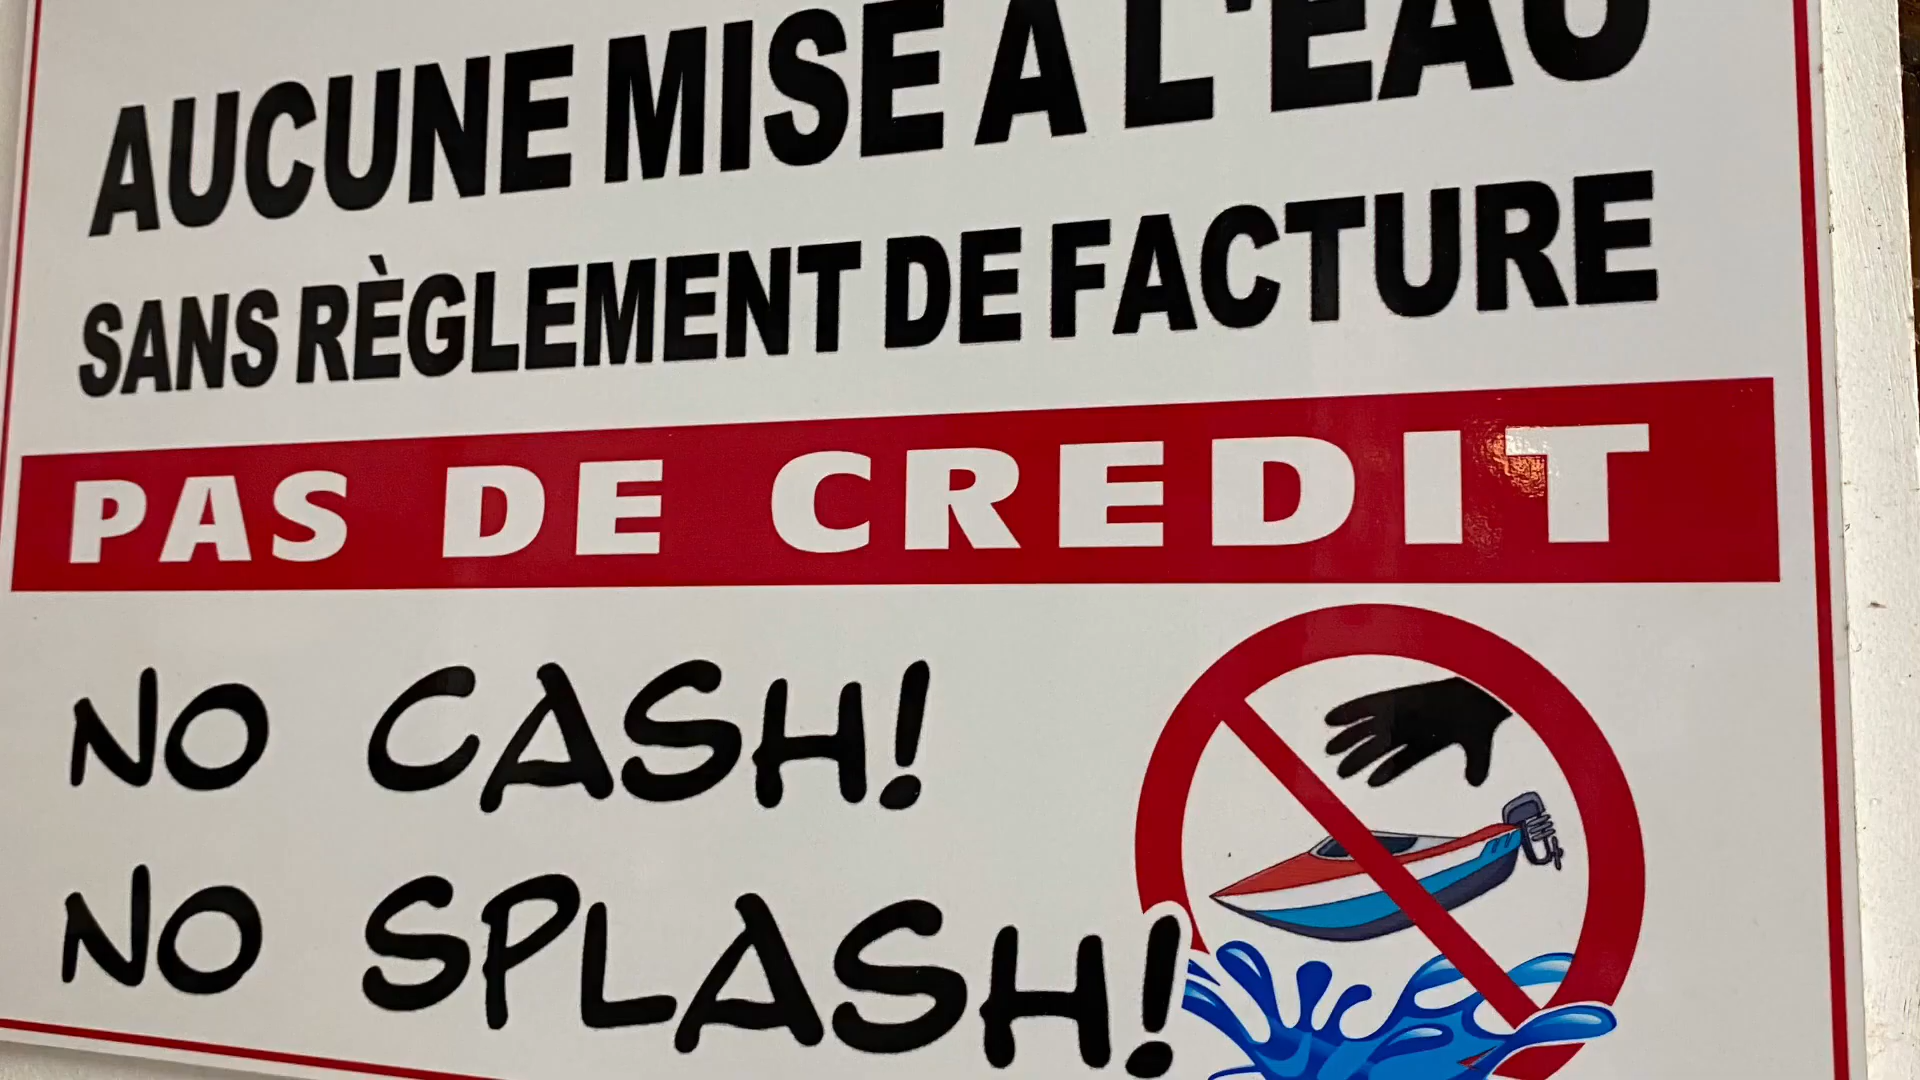 AUCUNE MISE A L'EAU
SANS RÈGLEMENT DE FACTURE
PAS DE CREDIT
NO CASH!
NO SPLASH!